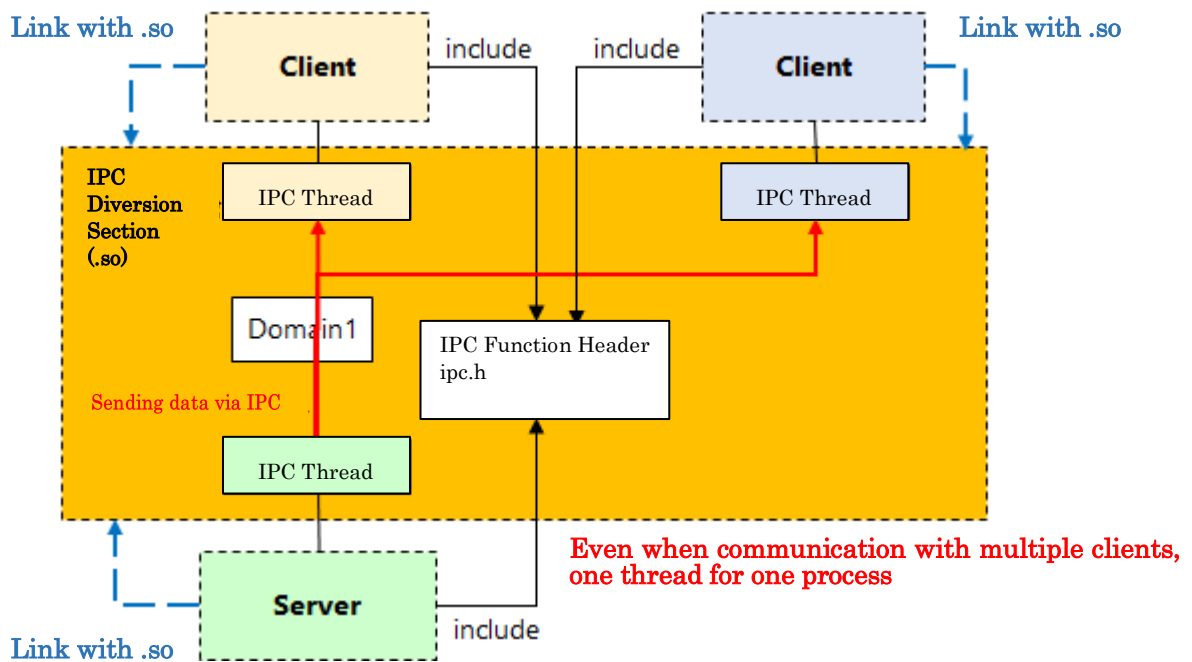 Link with .so
Client
include
include
Client
Link with .so
IPC
Diversion
Section
(.so)
IPC Thread
IPC Thread
Domain1
IPC Function Header
ipc.h
Sending data via IPC
IPC Thread
Even when communication with multiple clients,
one thread for one process
Server
include
Link with .so